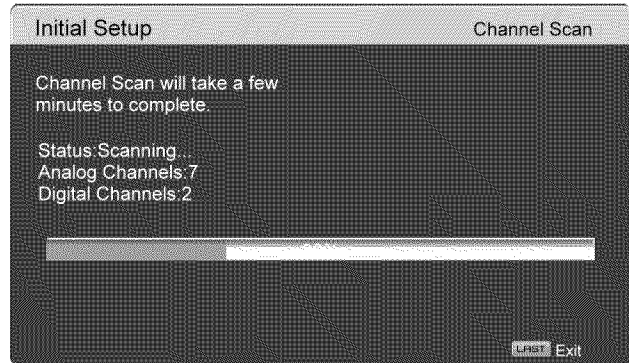 Initial Setup
Channel Scan
Channel Scan will take a few
minutes to complete.
Status:Scanning...
Analog Channels:7
Digital Channels:2
LAST Exit